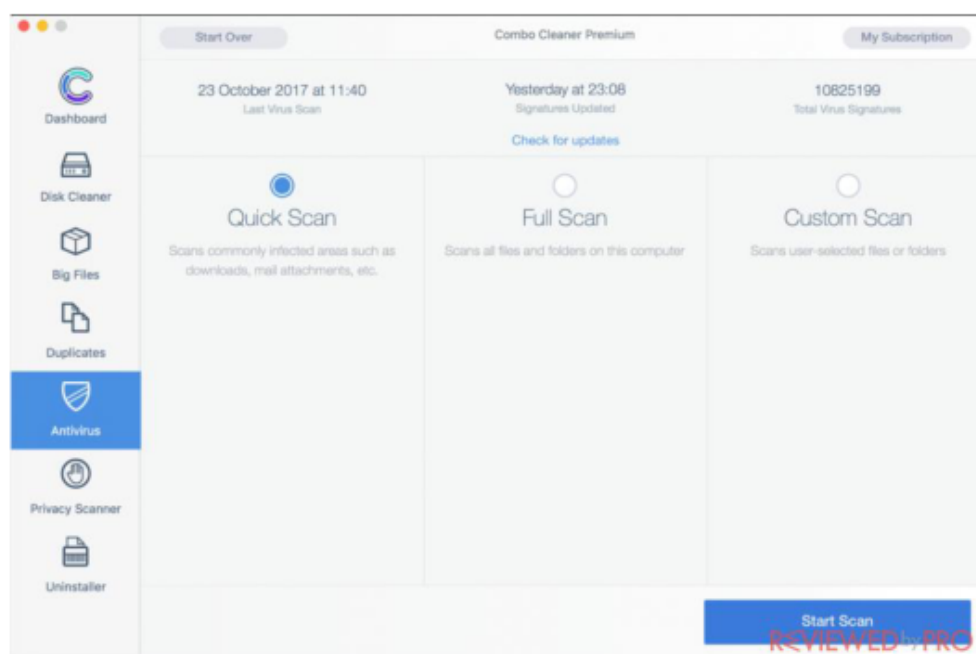 Start Over
Combo Cleaner Premium
My Subscription
23 October 2017 at 11:40
Last Virus Scan
Yesterday at 23:08
Signatures Updated
Check for updates
10825199
Total Virus Signatures
Dashboard
Disk Cleaner
Big Files
Duplicates
Antivirus
Privacy Scanner
Uninstaller
Quick Scan
Scans commonly infected areas such as
downloads, mail attachments, etc.
Full Scan
Scans all files and folders on this computer
Custom Scan
Scans user-selected files or folders
Start Scan
REVIEWEDbyPRO